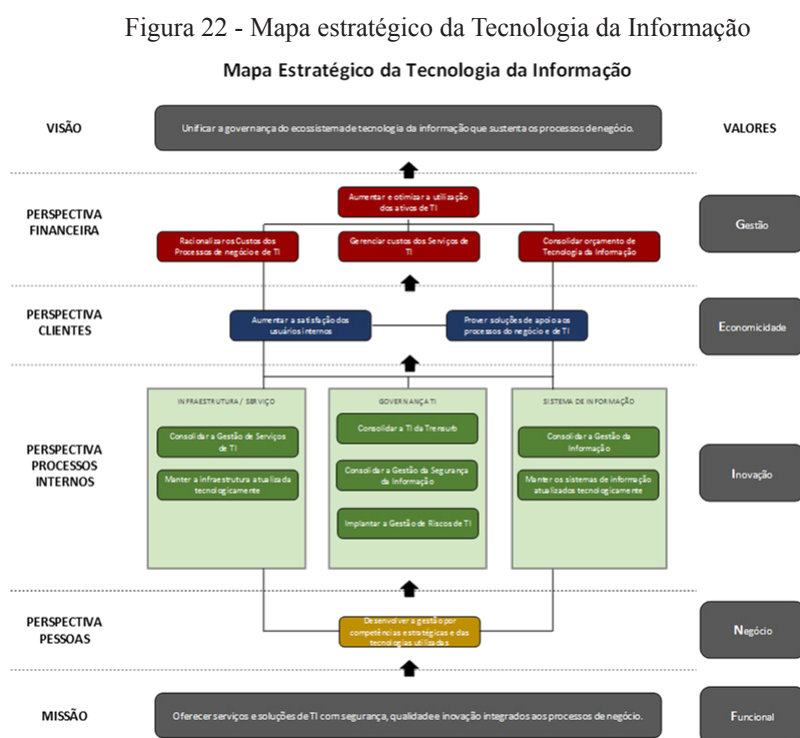 Figura 22 - Mapa estratégico da Tecnologia da Informação
Mapa Estratégico da Tecnologia da Informação
VISÃO
Unificar a governança do ecossistema de tecnologia da informação que sustenta os processos de negócio.
VALORES
PERSPECTIVA
FINANCEIRA
Aumentar e otimizar a utilização
dos ativos de TI
Racionalizar os Custos dos
Processos de negócio e de TI
Gerenciar custos dos Serviços de
TI
Consolidar orçamento de
Tecnologia da Informação
Gestão
PERSPECTIVA
CLIENTES
Aumentar a satisfação dos
usuários internos
Prover soluções de apoio aos
processos do negócio e de TI
Economicidade
PERSPECTIVA
PROCESSOS
INTERNOS
INFRAESTRUTURA / SERVIÇO
Consolidar a Gestão de Serviços
de TI
Manter a infraestrutura atualizada
tecnologicamente
GOVERNANÇA TI
Consolidar a TI da Trensurb
Consolidar a Gestão da Segurança
da Informação
Implantar a Gestão de Riscos de TI
SISTEMA DE INFORMAÇÃO
Consolidar a Gestão da
Informação
Manter os sistemas de informação
atualizados tecnologicamente
Inovação
PERSPECTIVA
PESSOAS
Desenvolver a gestão por
competências estratégicas e das
tecnologias utilizadas
Negócio
MISSÃO
Oferecer serviços e soluções de TI com segurança, qualidade e inovação integrados aos processos de negócio.
Funcional